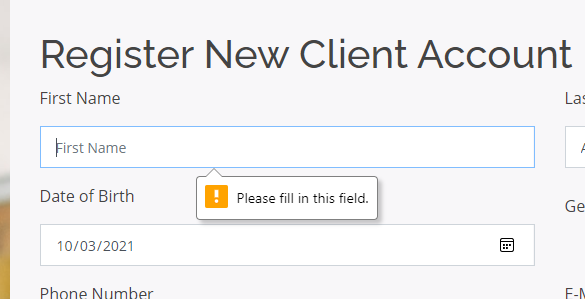 Register New Client Account
First Name
First Name
Please fill in this field.
Date of Birth
10/03/2021
Phone Number
E-M